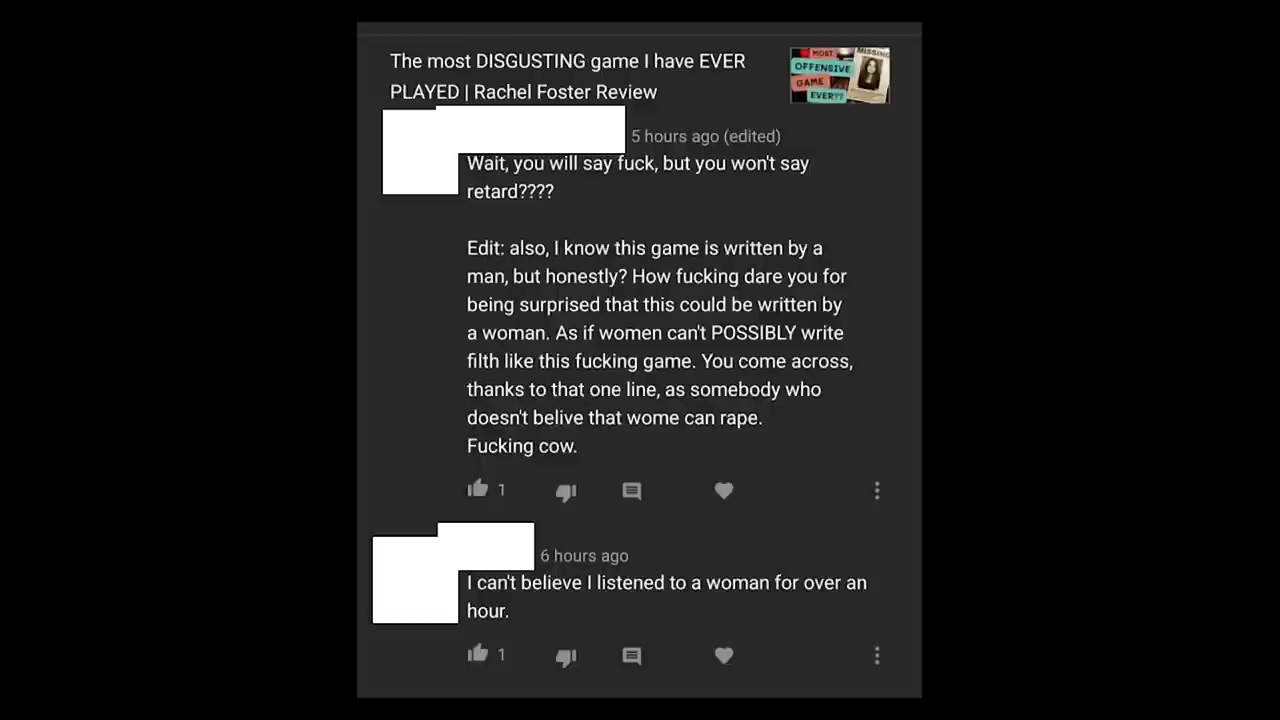 The most DISGUSTING game I have EVER
PLAYED | Rachel Foster Review
MOST
OFFENSIVE
GAME
EVER??
MISSING
5 hours ago (edited)
Wait, you will say fuck, but you won't say
retard????
Edit: also, I know this game is written by a
man, but honestly? How fucking dare you for
being surprised that this could be written by
a woman. As if women can't POSSIBLY write
filth like this fucking game. You come across,
thanks to that one line, as somebody who
doesn't belive that wome can rape.
Fucking cow.
1
6 hours ago
I can't believe I listened to a woman for over an
hour.
1